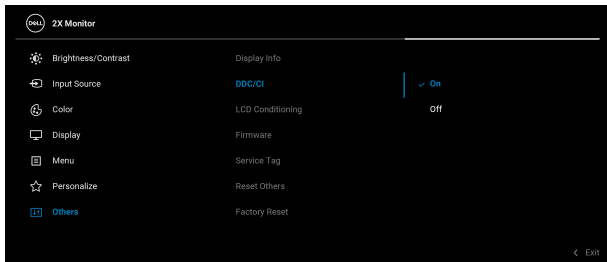 DELL 2X Monitor
Brightness/Contrast Display Info
Input Source DDC/CI On
Color LCD Conditioning Off
Display Firmware
Menu Service Tag
Personalize Reset Others
Others Factory Reset
Exit